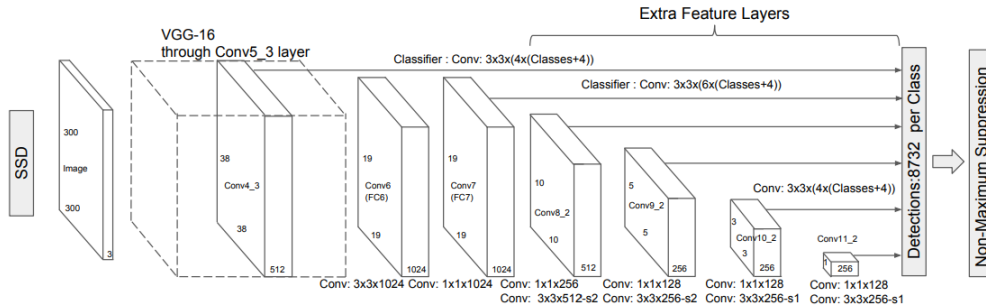 Extra Feature Layers
VGG-16
through Conv5_3 layer
Classifier : Conv: 3x3x(4x(Classes+4))
Classifier : Conv: 3x3x(6x(Classes+4))
SSD
300
Image
300
3
38
Conv4_3
38
512
19
Conv6
(FC6)
19
1024
19
Conv7
(FC7)
19
1024
10
Conv8_2
10
512
5
Conv9_2
5
256
Conv: 3x3x(4x(Classes+4))
3
Conv10_2
3
256
Conv11_2
1
256
Detections:8732 per Class
Non-Maximum Suppression
Conv: 3x3x1024
Conv: 1x1x1024
Conv: 1x1x256
Conv: 3x3x512-s2
Conv: 1x1x128
Conv: 3x3x256-s2
Conv: 1x1x128
Conv: 3x3x256-s1
Conv: 1x1x128
Conv: 3x3x256-s1